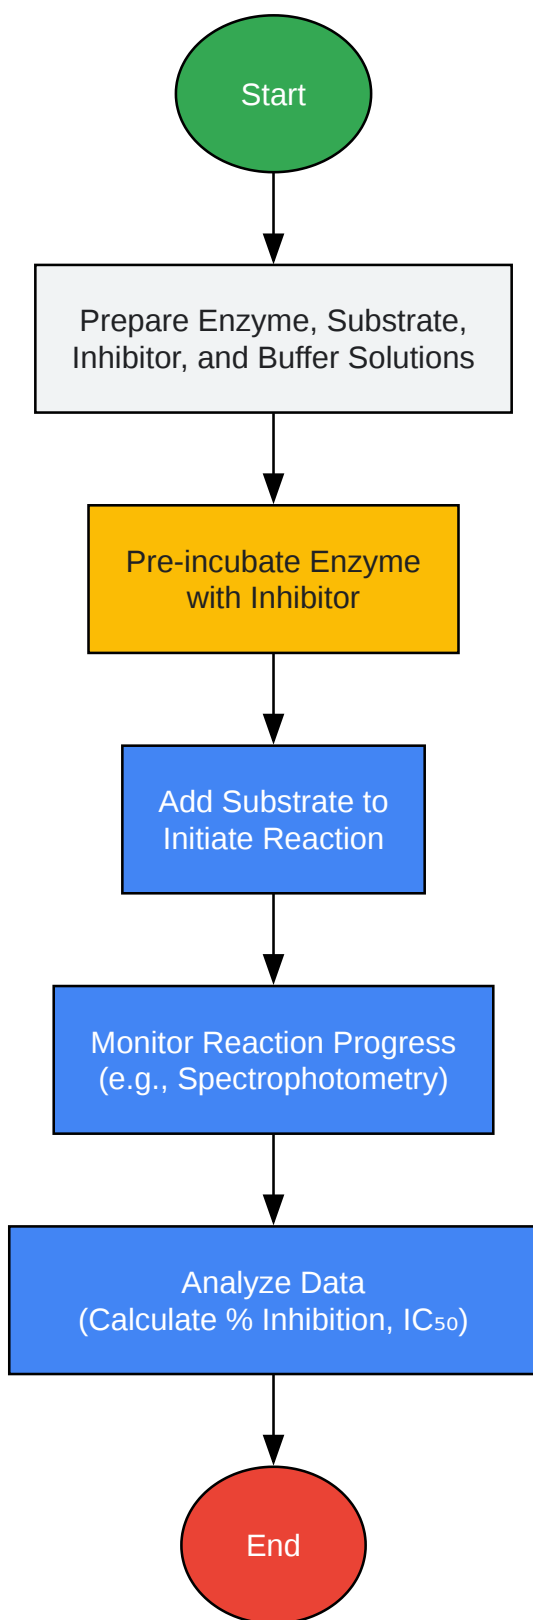 Start
Prepare Enzyme, Substrate,
Inhibitor, and Buffer Solutions
Pre-incubate Enzyme
with Inhibitor
Add Substrate to
Initiate Reaction
Monitor Reaction Progress
(e.g., Spectrophotometry)
Analyze Data
(Calculate % Inhibition, IC₅₀)
End